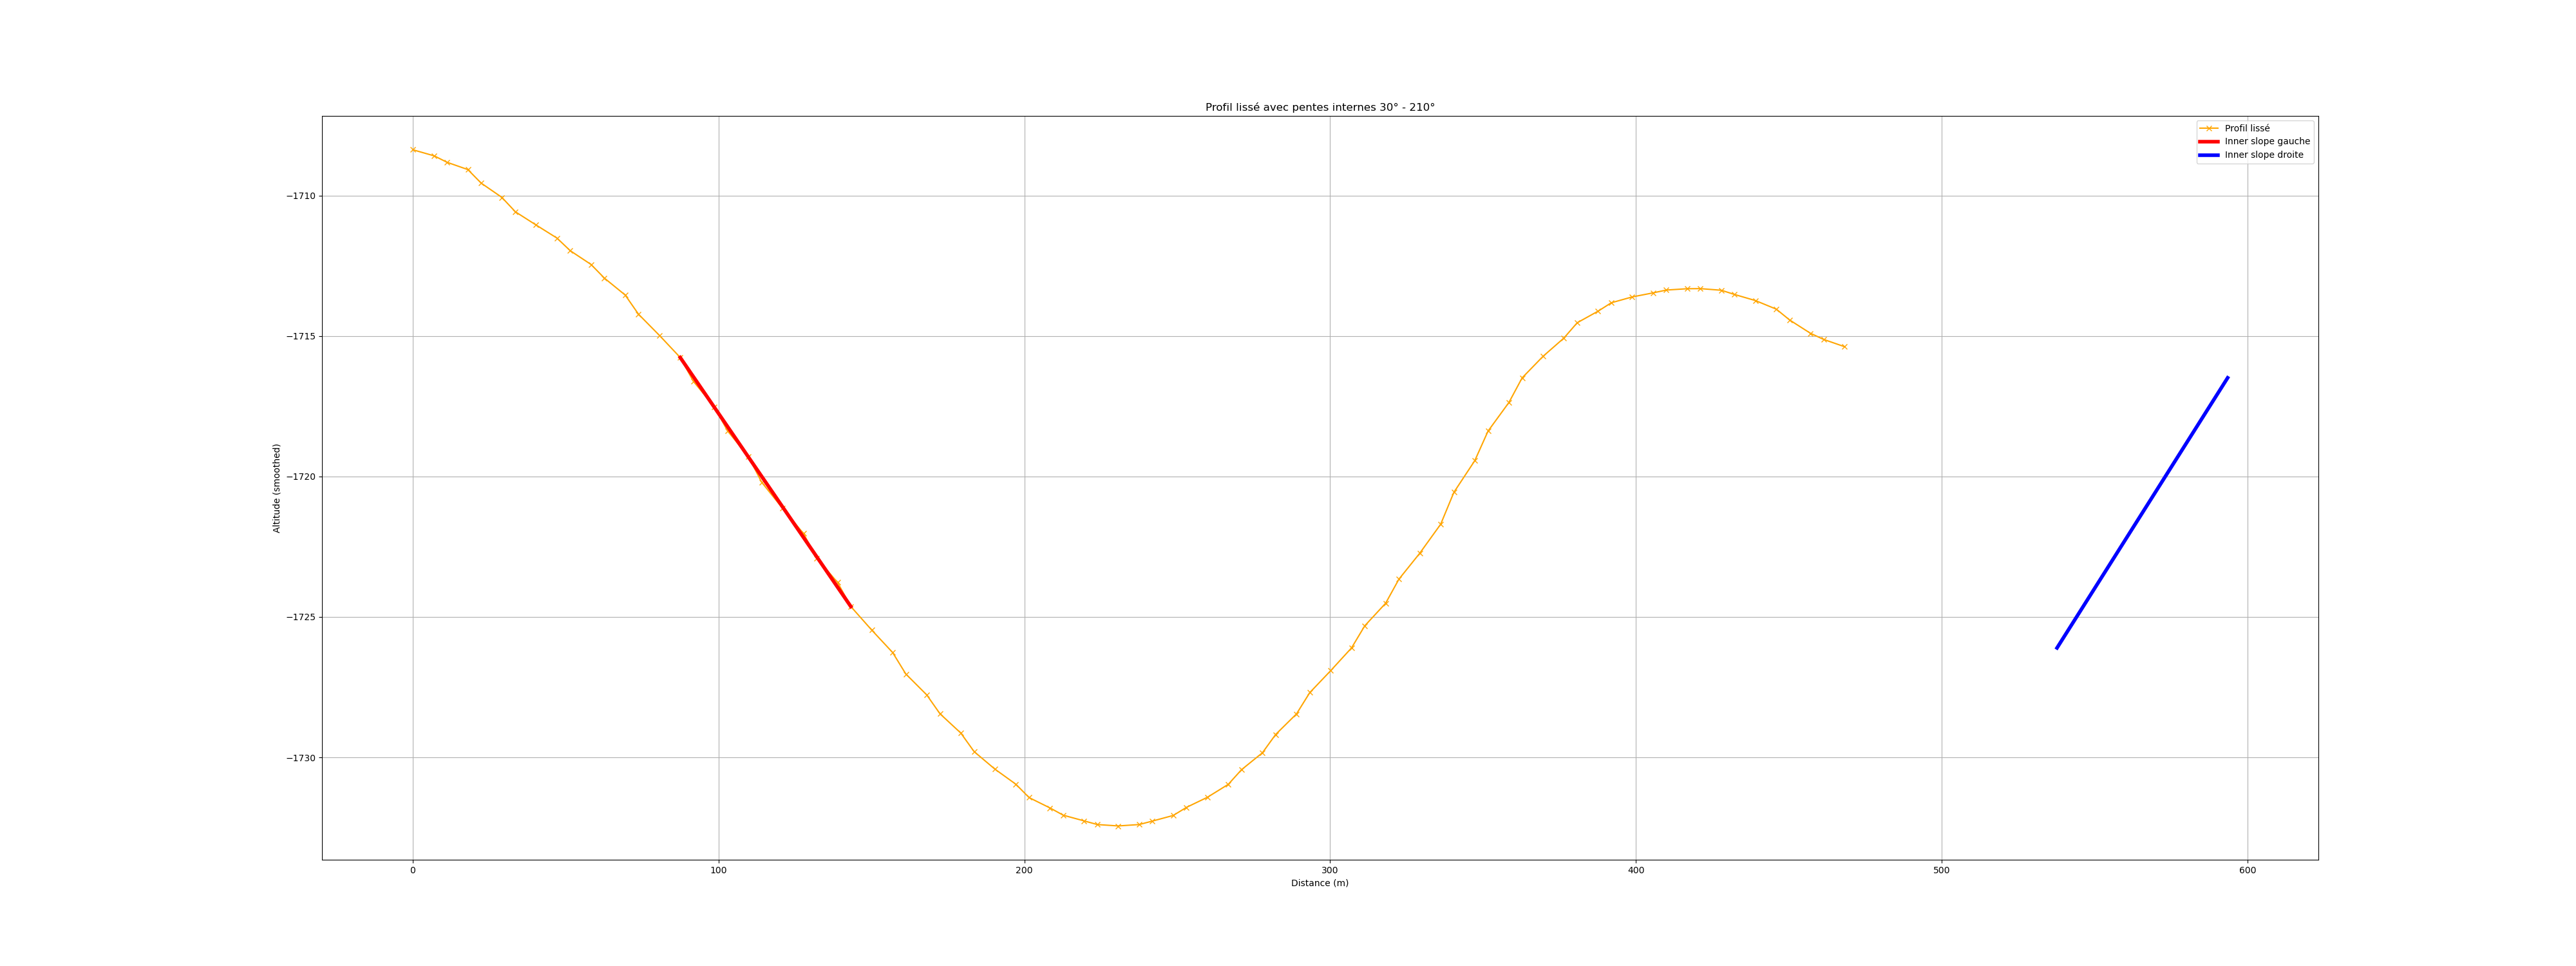 Profil lissé avec pentes internes 30° - 210°
Profil lissé
Inner slope gauche
Inner slope droite
Altitude (smoothed)
−1710
−1715
−1720
−1725
−1730
0 100 200 300 400 500 600
Distance (m)